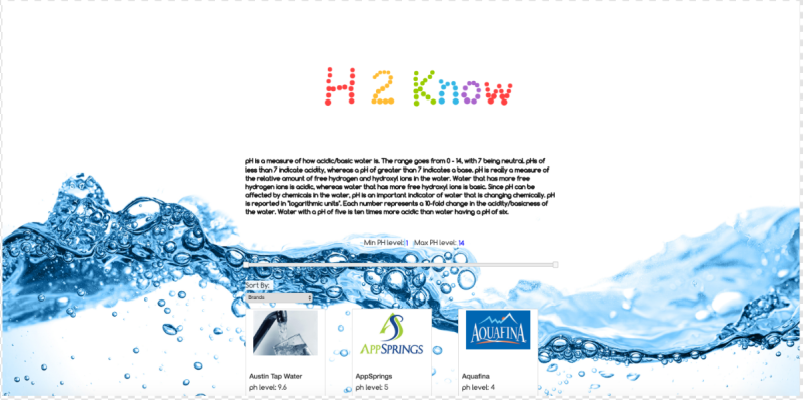 H 2 Know
pH is a measure of how acidic/basic water is. The range goes from 0 - 14, with 7 being neutral. pHs of
less than 7 indicate acidity, whereas a pH of greater than 7 indicates a base. pH is really a measure of
the relative amount of free hydrogen and hydroxyl ions in the water. Water that has more free
hydrogen ions is acidic, whereas water that has more free hydroxyl ions is basic. Since pH can be
affected by chemicals in the water, pH is an important indicator of water that is changing chemically. pH
is reported in "logarithmic units". Each number represents a 10-fold change in the acidity/basicness of
the water. Water with a pH of five is ten times more acidic than water having a pH of six.
Min PH level: 1 Max PH level: 14
Sort By:
Brands
APPSPRINGS
AQUAFINA
Austin Tap Water
ph level: 9.6
AppSprings
ph level: 5
Aquafina
ph level: 4